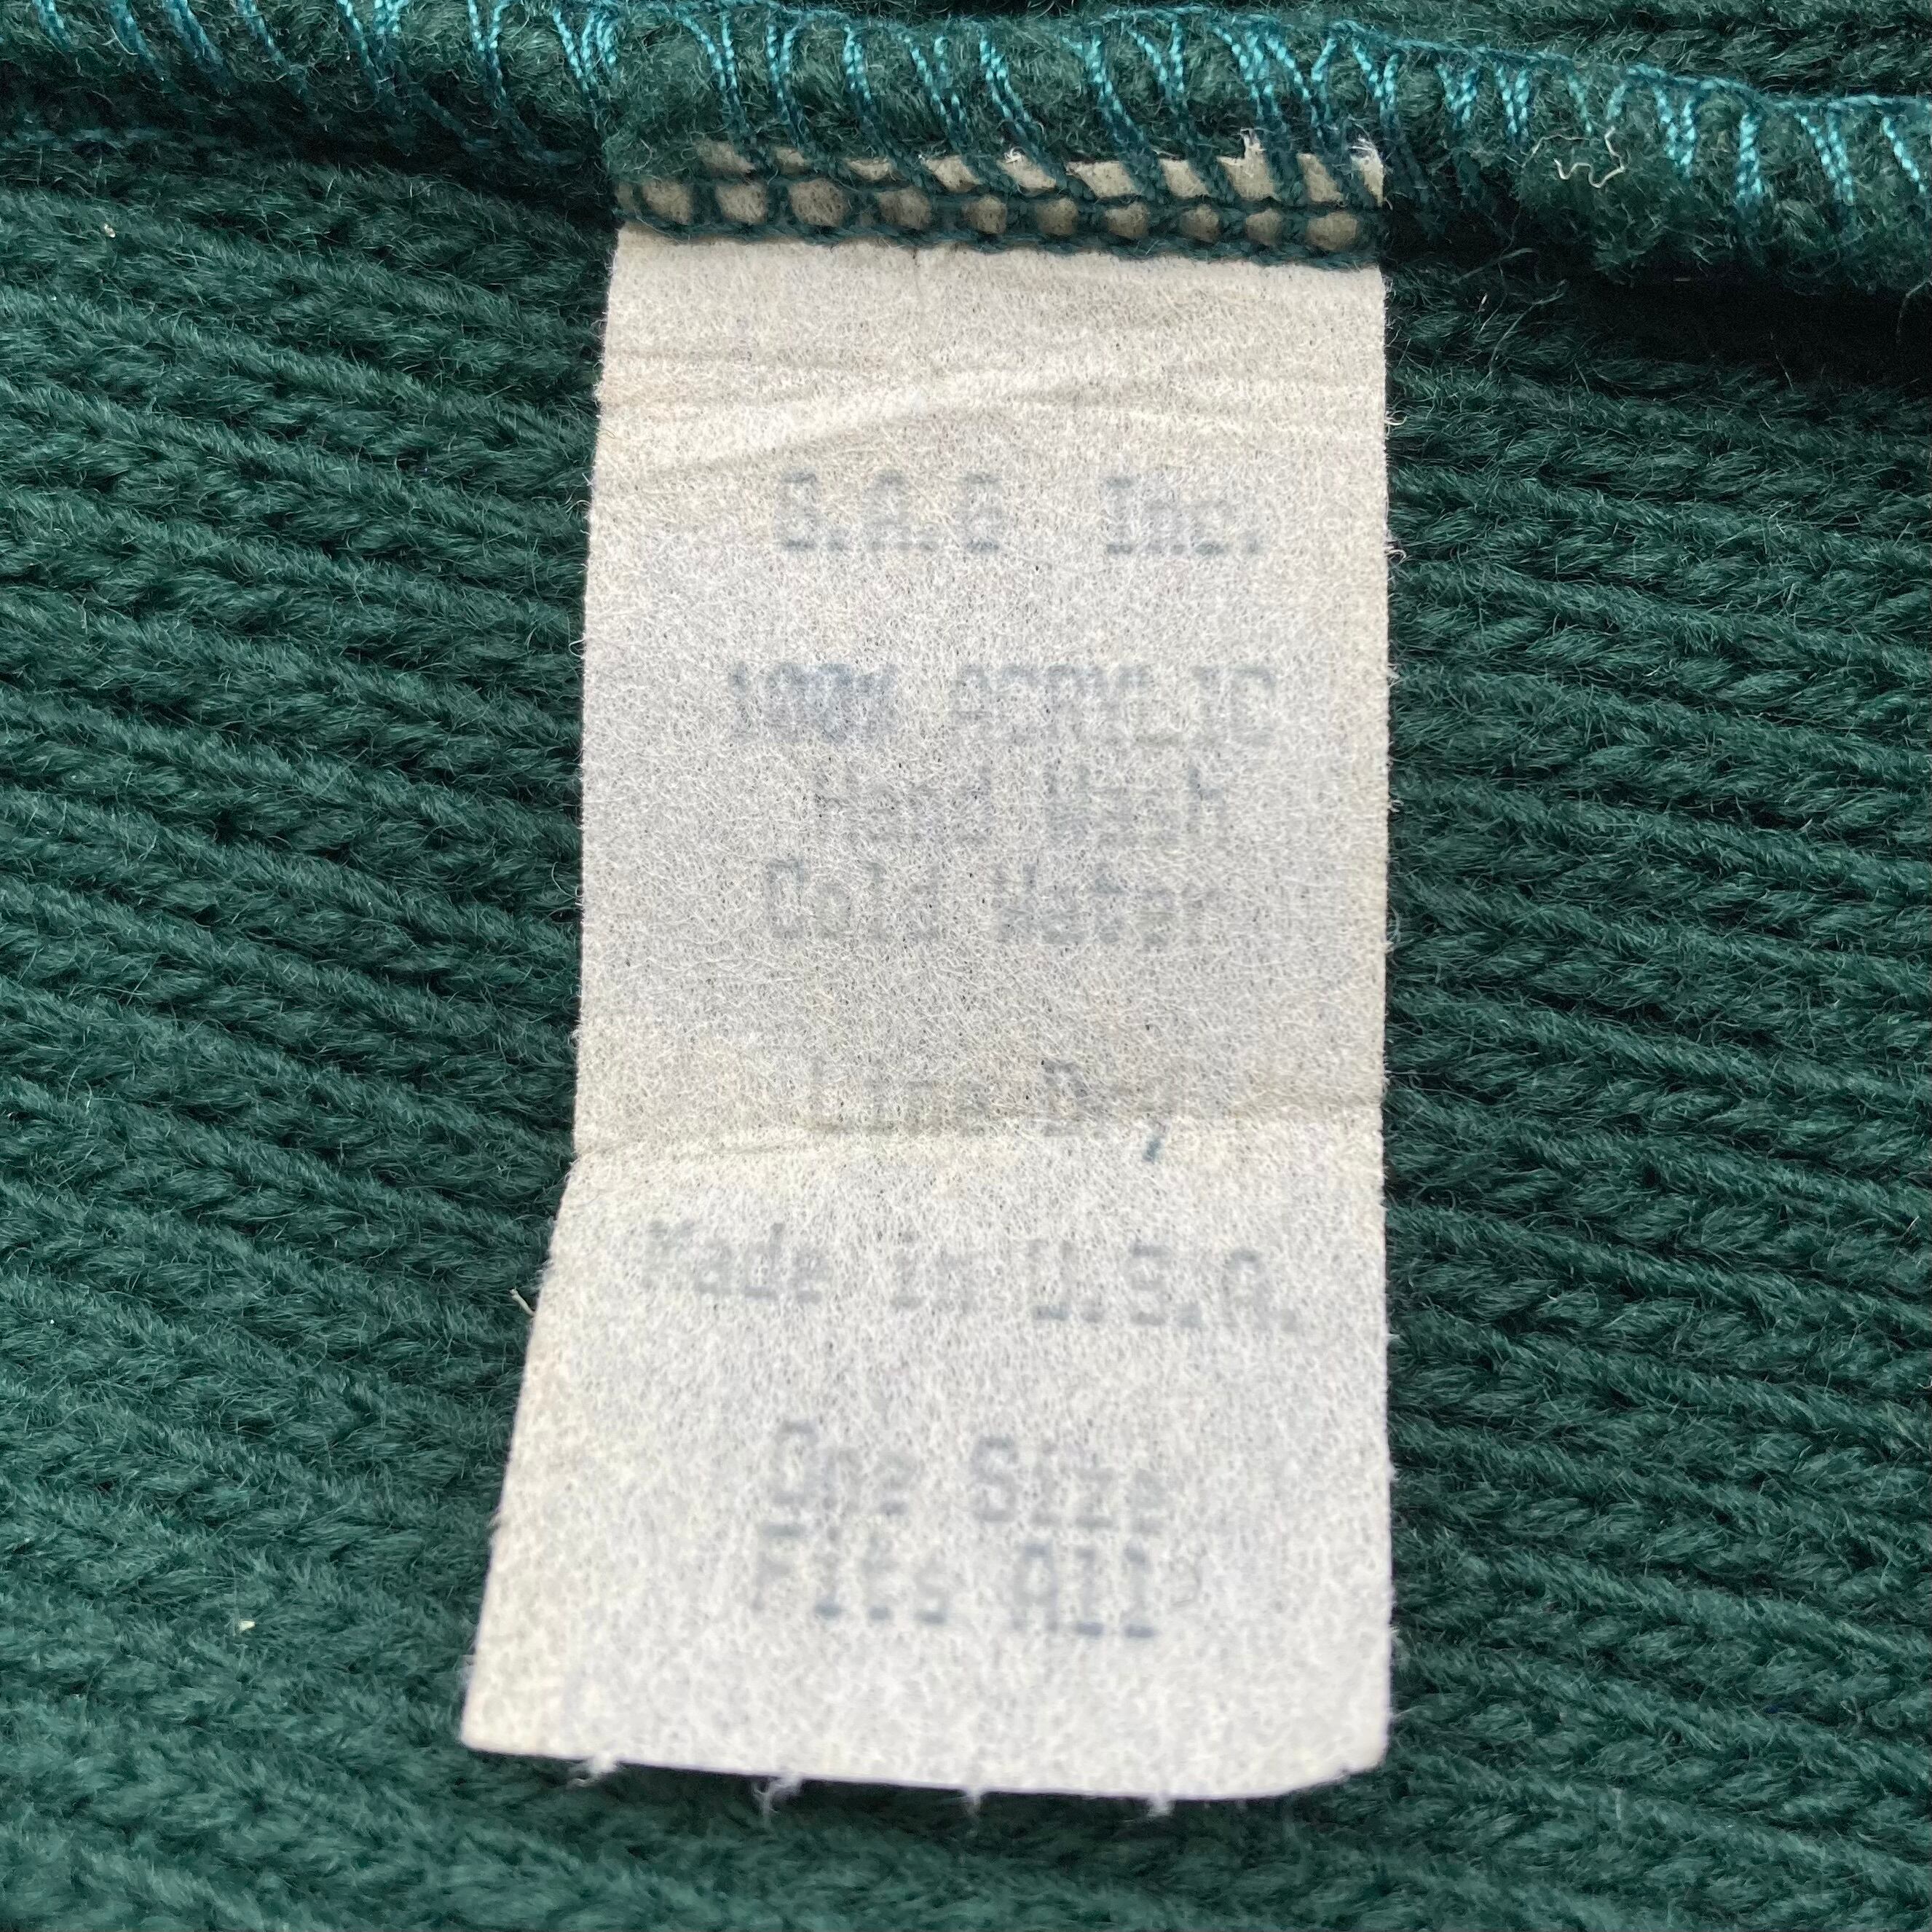 Inc.
100% ACRYLIC
Hand Wash
Cold Water
Line Dry
Made in U.S.A.
One Size
Fits All